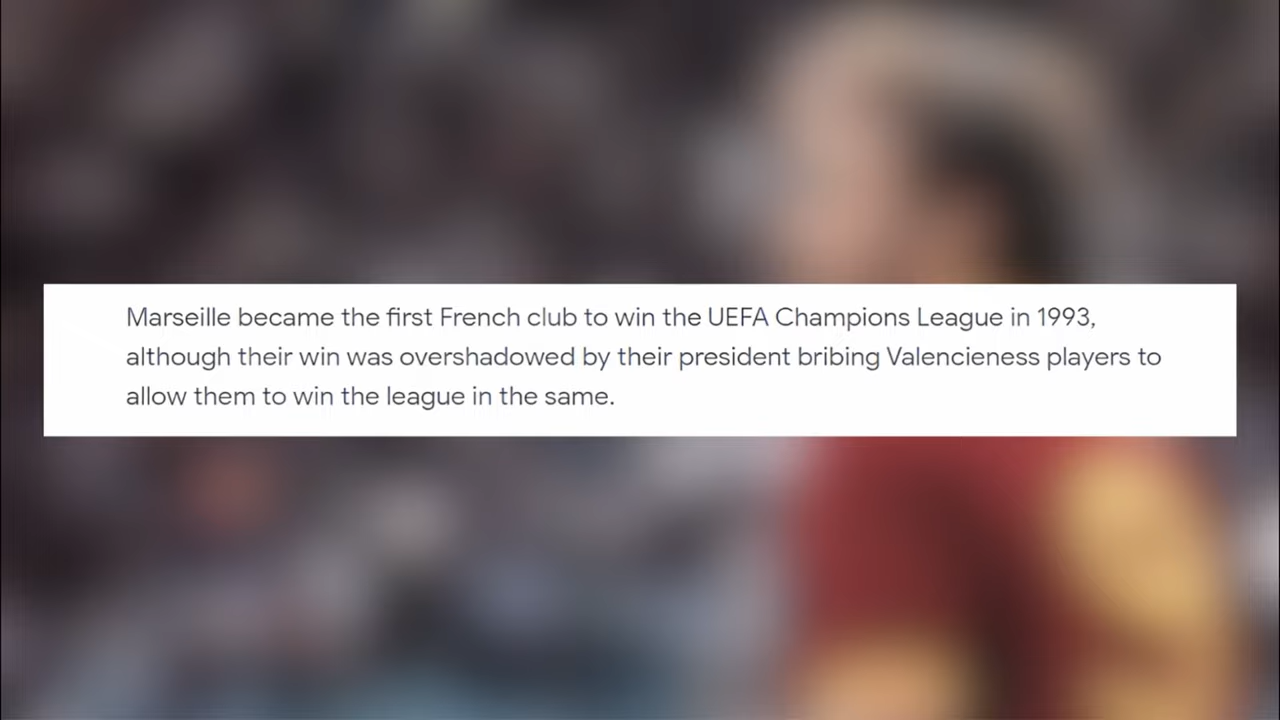 Marseille became the first French club to win the UEFA Champions League in 1993,
although their win was overshadowed by their president bribing Valencieness players to
allow them to win the league in the same.